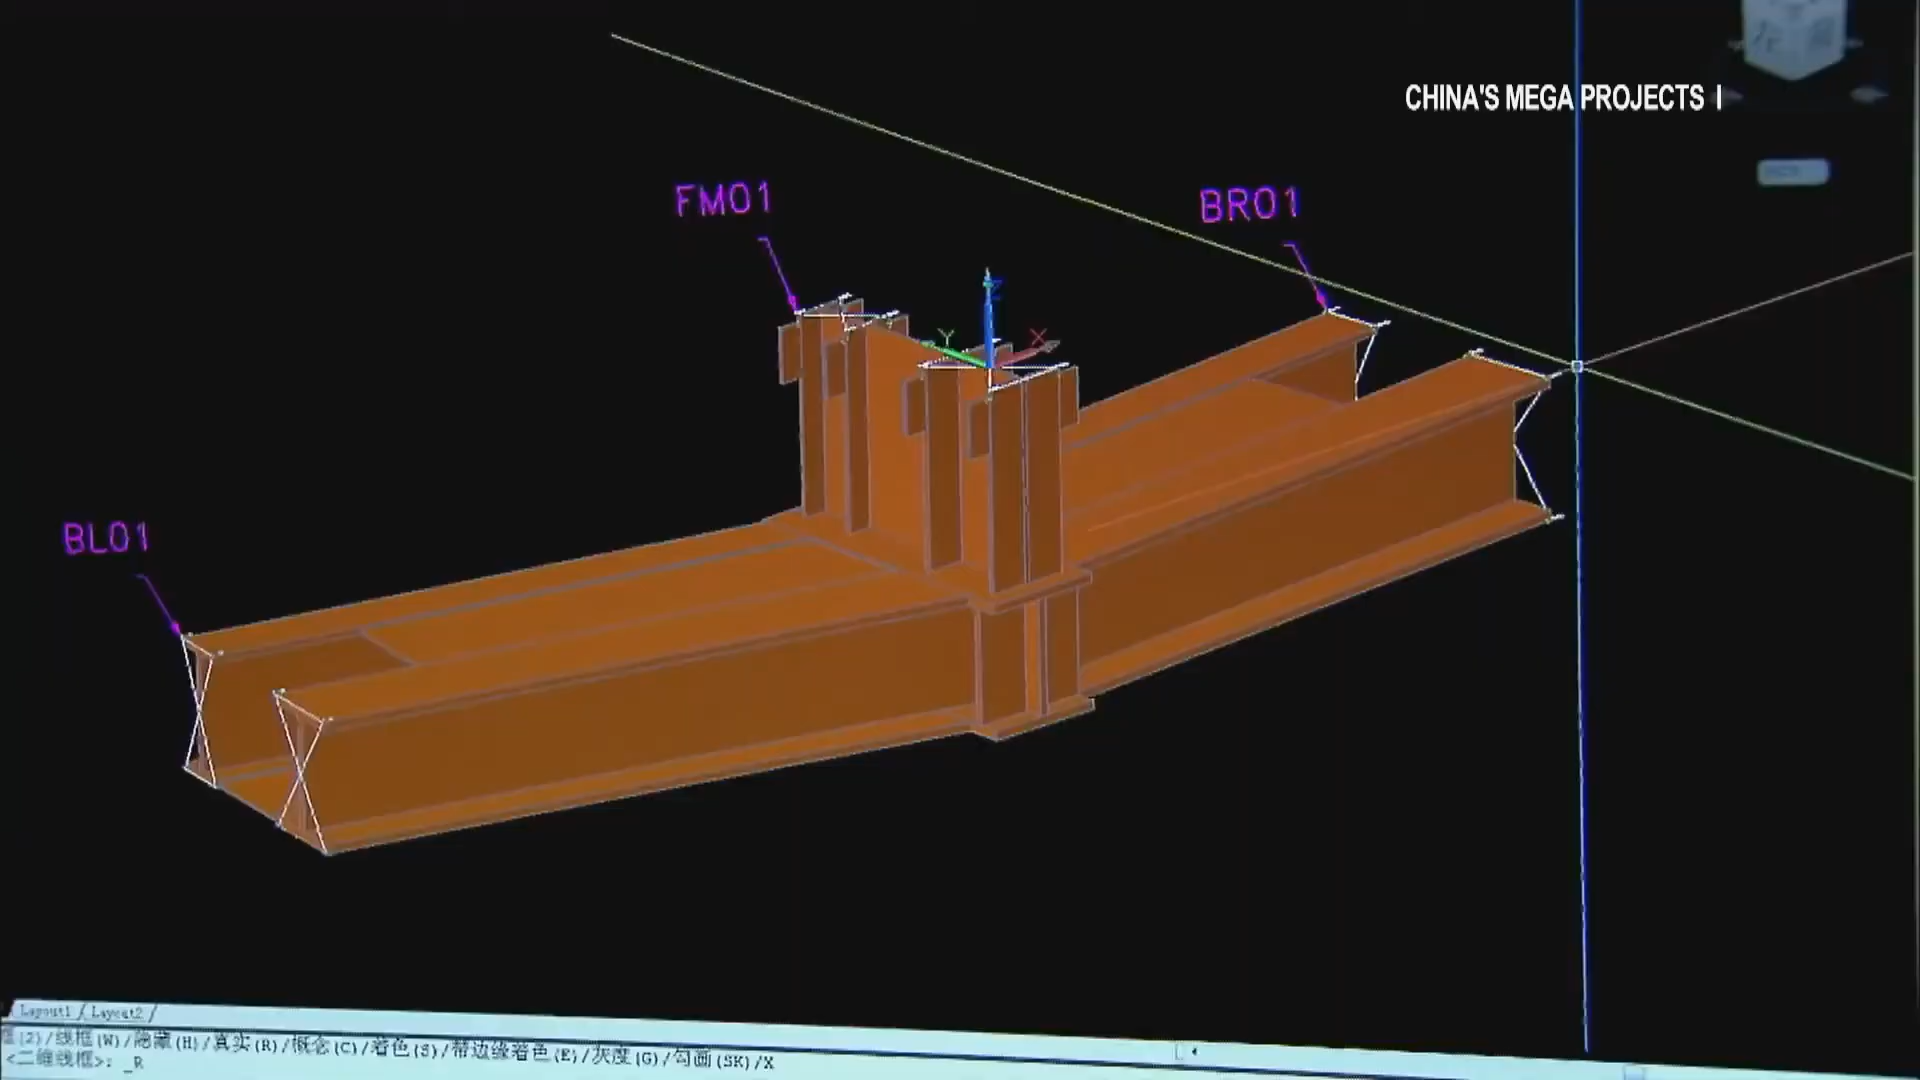 CHINA'S MEGA PROJECTS I
FM01
BR01
Z
Y
X
BL01
Layout1 / Layout2 /
(2)/线框(W)/隐藏(H)/真实(R)/概念(C)/着色(S)/带边缘着色(E)/灰度(G)/勾画(SK)/X
<二维线框>: _R